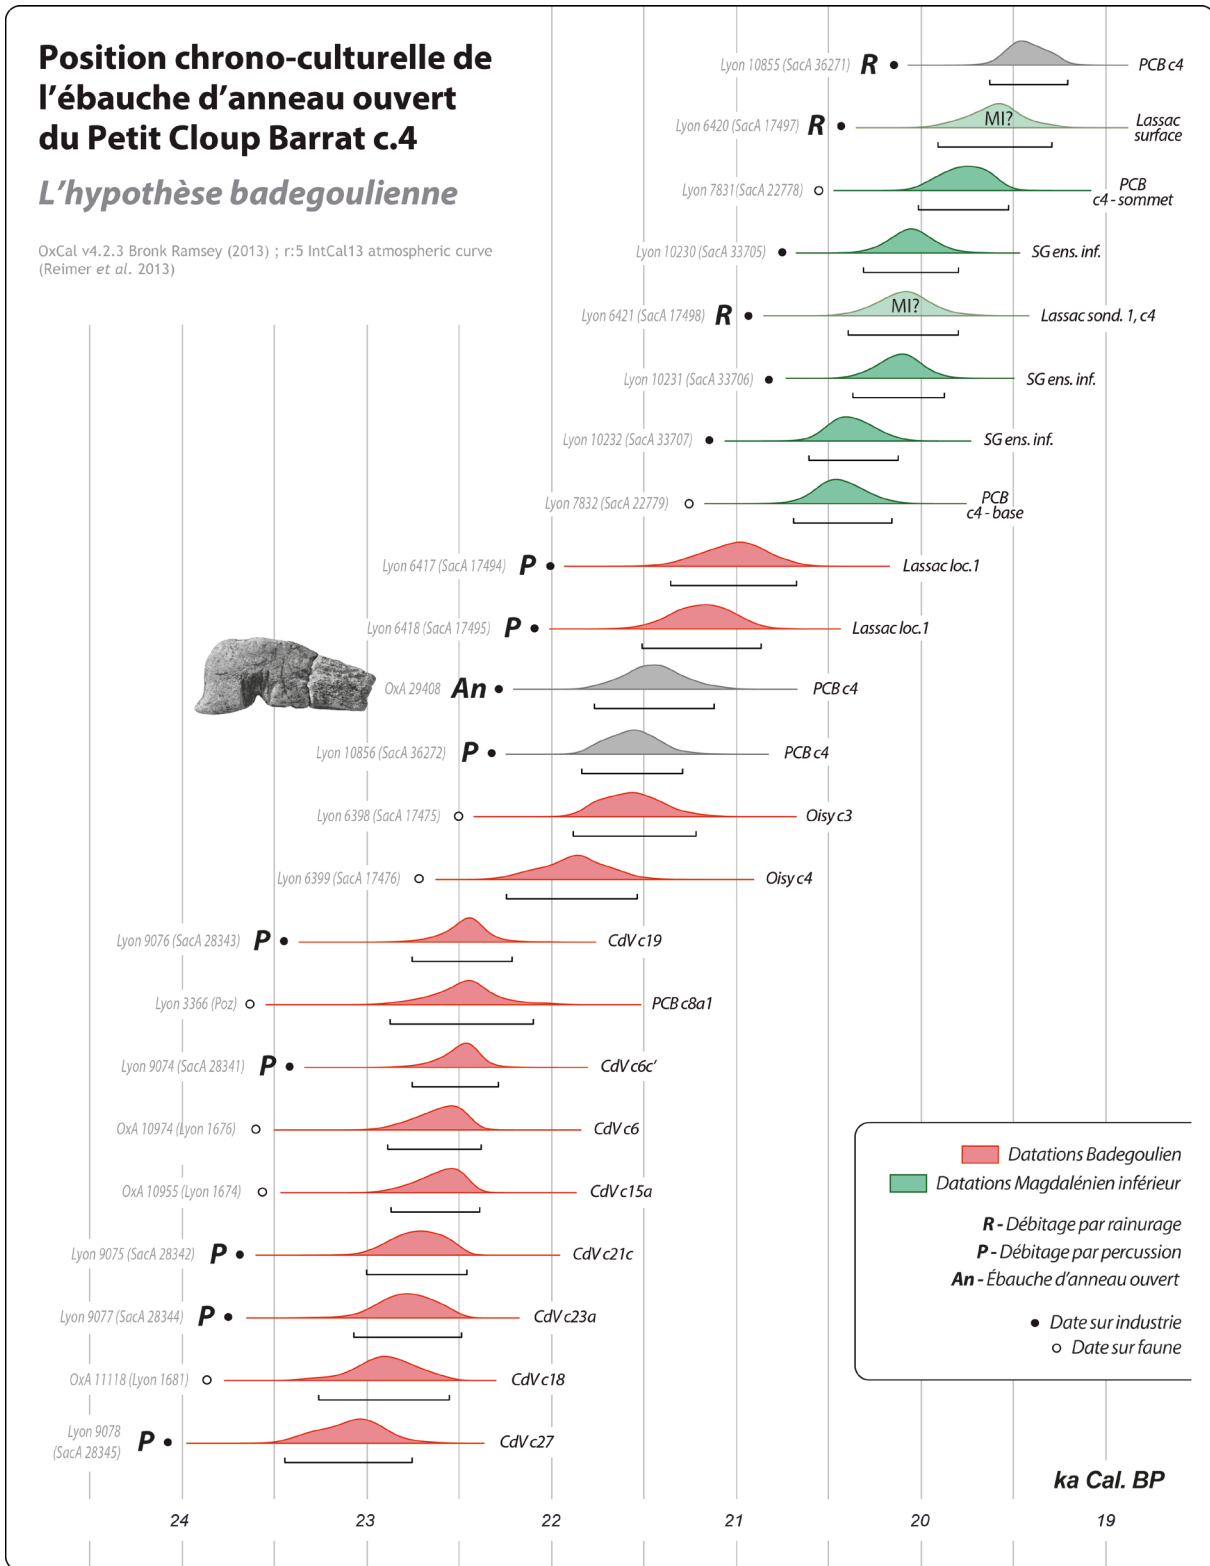 Position chrono-culturelle de
l'ébauche d'anneau ouvert
du Petit Cloup Barrat c.4
L'hypothèse badegoulienne
OxCal v4.2.3 Bronk Ramsey (2013) ; r:5 IntCal13 atmospheric curve
(Reimer et al. 2013)
Lyon 10855 (SacA 36271) R PCB c4
Lyon 6420 (SacA 17497) R MI? Lassac
surface
Lyon 7831 (SacA 22778) PCB
c4 - sommet
Lyon 10230 (SacA 33705) SG ens. inf.
Lyon 6421 (SacA 17498) R MI? Lassac sond. 1, c4
Lyon 10231 (SacA 33706) SG ens. inf.
Lyon 10232 (SacA 33707) SG ens. inf.
Lyon 7832 (SacA 22779) PCB
c4 - base
Lyon 6417 (SacA 17494) P Lassac loc.1
Lyon 6418 (SacA 17495) P Lassac loc.1
OxA 29408 An PCB c4
Lyon 10856 (SacA 36272) P PCB c4
Lyon 6398 (SacA 17475) Oisy c3
Lyon 6399 (SacA 17476) Oisy c4
Lyon 9076 (SacA 28343) P CdV c19
Lyon 3366 (Poz) PCB c8a1
Lyon 9074 (SacA 28341) P CdV c6c'
OxA 10974 (Lyon 1676) CdV c6
OxA 10955 (Lyon 1674) CdV c15a
Lyon 9075 (SacA 28342) P CdV c21c
Lyon 9077 (SacA 28344) P CdV c23a
OxA 11118 (Lyon 1681) CdV c18
Lyon 9078
(SacA 28345) P CdV c27
Datations Badegoulien
Datations Magdalénien inférieur
R - Débitage par rainurage
P - Débitage par percussion
An - Ébauche d'anneau ouvert
Date sur industrie
Date sur faune
ka Cal. BP
24 23 22 21 20 19